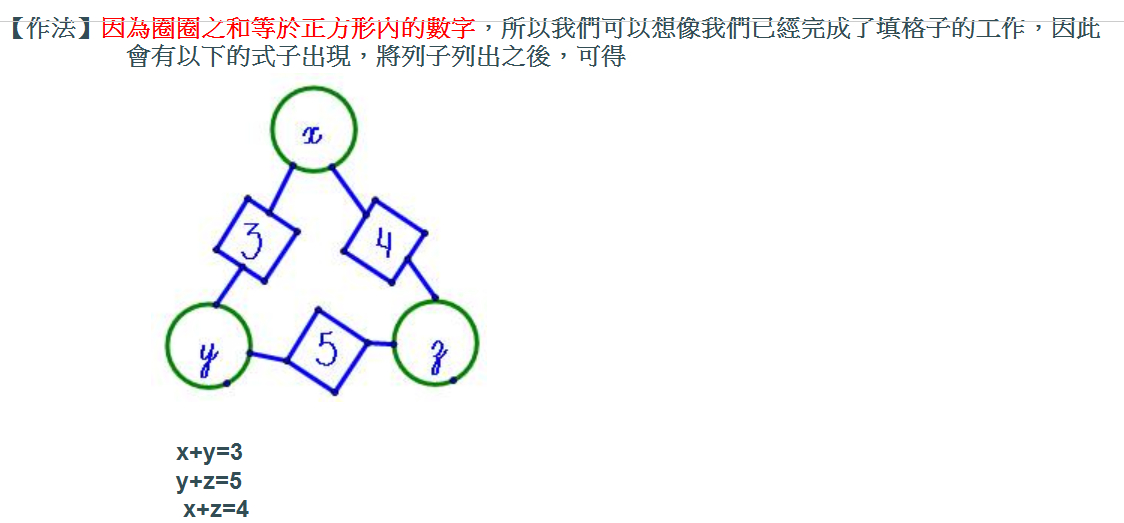 【作法】因為圈圈之和等於正方形內的數字，所以我們可以想像我們已經完成了填格子的工作，因此
會有以下的式子出現，將列子列出之後，可得
x
3
4
y
5
z
x+y=3
y+z=5
x+z=4